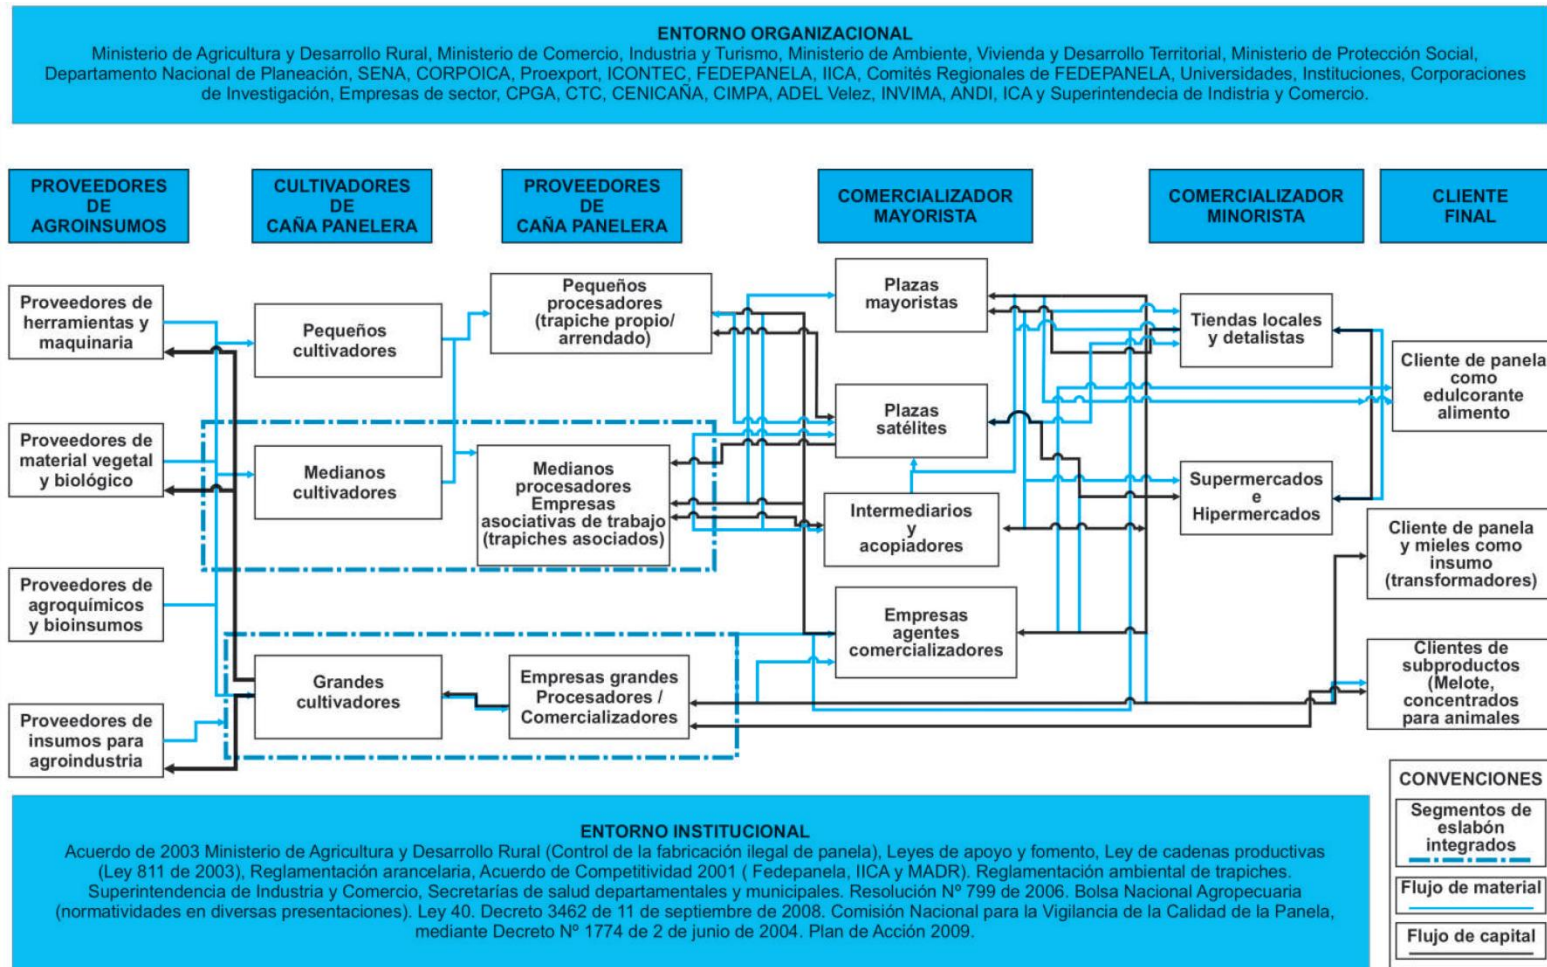 ENTORNO ORGANIZACIONAL
Ministerio de Agricultura y Desarrollo Rural, Ministerio de Comercio, Industria y Turismo, Ministerio de Ambiente, Vivienda y Desarrollo Territorial, Ministerio de Protección Social,
Departamento Nacional de Planeación, SENA, CORPOICA, Proexport, ICONTEC, FEDEPANELA, IICA, Comités Regionales de FEDEPANELA, Universidades, Instituciones, Corporaciones
de Investigación, Empresas de sector, CPGA, CTC, CENICAÑA, CIMPA, ADEL Velez, INVIMA, ANDI, ICA y Superintendecia de Indistria y Comercio.
PROVEEDORES
DE
AGROINSUMOS
CULTIVADORES
DE
CAÑA PANELERA
PROVEEDORES
DE
CAÑA PANELERA
COMERCIALIZADOR
MAYORISTA
COMERCIALIZADOR
MINORISTA
CLIENTE
FINAL
Proveedores de
herramientas y
maquinaria
Proveedores de
material vegetal
y biológico
Proveedores de
agroquímicos
y bioinsumos
Proveedores de
insumos para
agroindustria
Pequeños
cultivadores
Medianos
cultivadores
Grandes
cultivadores
Pequeños
procesadores
(trapiche propio/
arrendado)
Medianos
procesadores
Empresas
asociativas de trabajo
(trapiches asociados)
Empresas grandes
Procesadores /
Comercializadores
Plazas
mayoristas
Plazas
satélites
Intermediarios
y
acopiadores
Empresas
agentes
comercializadores
Tiendas locales
y detalistas
Supermercados
e
Hipermercados
Cliente de panela
como
edulcorante
alimento
Cliente de panela
y mieles como
insumo
(transformadores)
Clientes de
subproductos
(Melote,
concentrados
para animales
CONVENCIONES
Segmentos de
eslabón
integrados
Flujo de material
Flujo de capital
ENTORNO INSTITUCIONAL
Acuerdo de 2003 Ministerio de Agricultura y Desarrollo Rural (Control de la fabricación ilegal de panela), Leyes de apoyo y fomento, Ley de cadenas productivas
(Ley 811 de 2003), Reglamentación arancelaria, Acuerdo de Competitividad 2001 ( Fedepanela, IICA y MADR). Reglamentación ambiental de trapiches.
Superintendencia de Industria y Comercio, Secretarías de salud departamentales y municipales. Resolución Nº 799 de 2006. Bolsa Nacional Agropecuaria
(normatividades en diversas presentaciones). Ley 40. Decreto 3462 de 11 de septiembre de 2008. Comisión Nacional para la Vigilancia de la Calidad de la Panela,
mediante Decreto Nº 1774 de 2 de junio de 2004. Plan de Acción 2009.